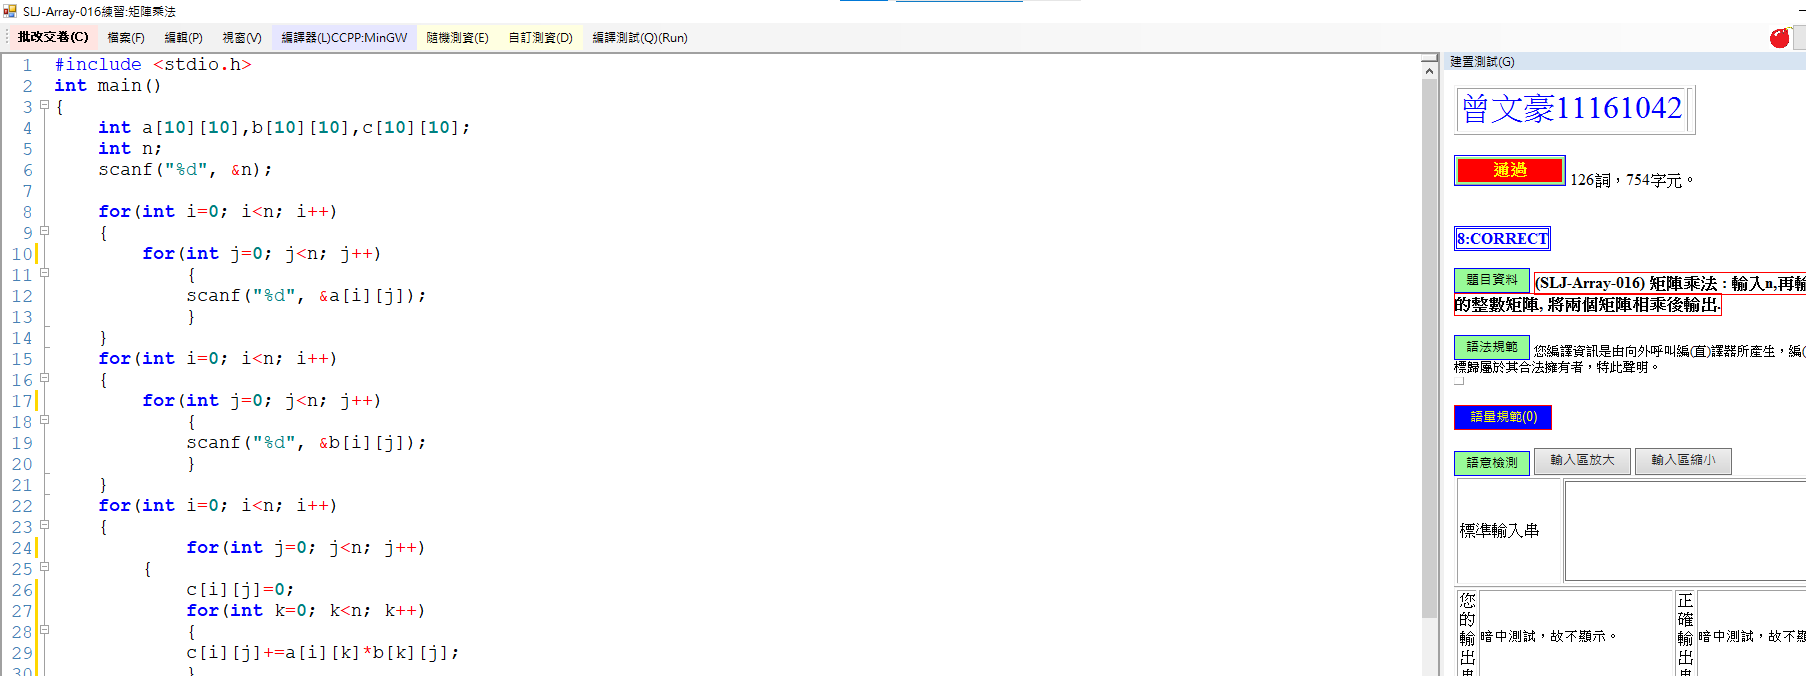 SLJ-Array-016練習:矩陣乘法
批改交卷(C) 檔案(F) 編輯(P) 視窗(V) 編譯器(L)CCPP:MinGW 隨機測資(E) 自訂測資(D) 編譯測試(Q)(Run)
1 #include <stdio.h>
2 int main()
3 {
4 int a[10][10],b[10][10],c[10][10];
5 int n;
6 scanf("%d", &n);
7
8 for(int i=0; i<n; i++)
9 {
10 for(int j=0; j<n; j++)
11 {
12 scanf("%d", &a[i][j]);
13 }
14 }
15 for(int i=0; i<n; i++)
16 {
17 for(int j=0; j<n; j++)
18 {
19 scanf("%d", &b[i][j]);
20 }
21 }
22 for(int i=0; i<n; i++)
23 {
24 for(int j=0; j<n; j++)
25 {
26 c[i][j]=0;
27 for(int k=0; k<n; k++)
28 {
29 c[i][j]+=a[i][k]*b[k][j];
30 }
建置測試(G)
曾文豪11161042
通過 126詞，754字元。
8:CORRECT
題目資料 (SLJ-Array-016) 矩陣乘法 : 輸入n,再輸
的整數矩陣, 將兩個矩陣相乘後輸出.
語法規範 您編譯資訊是由向外呼叫編(直)譯器所產生，編(
標歸屬於其合法擁有者，特此聲明。
語量規範(0)
語意檢測 輸入區放大 輸入區縮小
標準輸入串
您的輸出串 暗中測試，故不顯示。 正確輸出串 暗中測試，故不顯